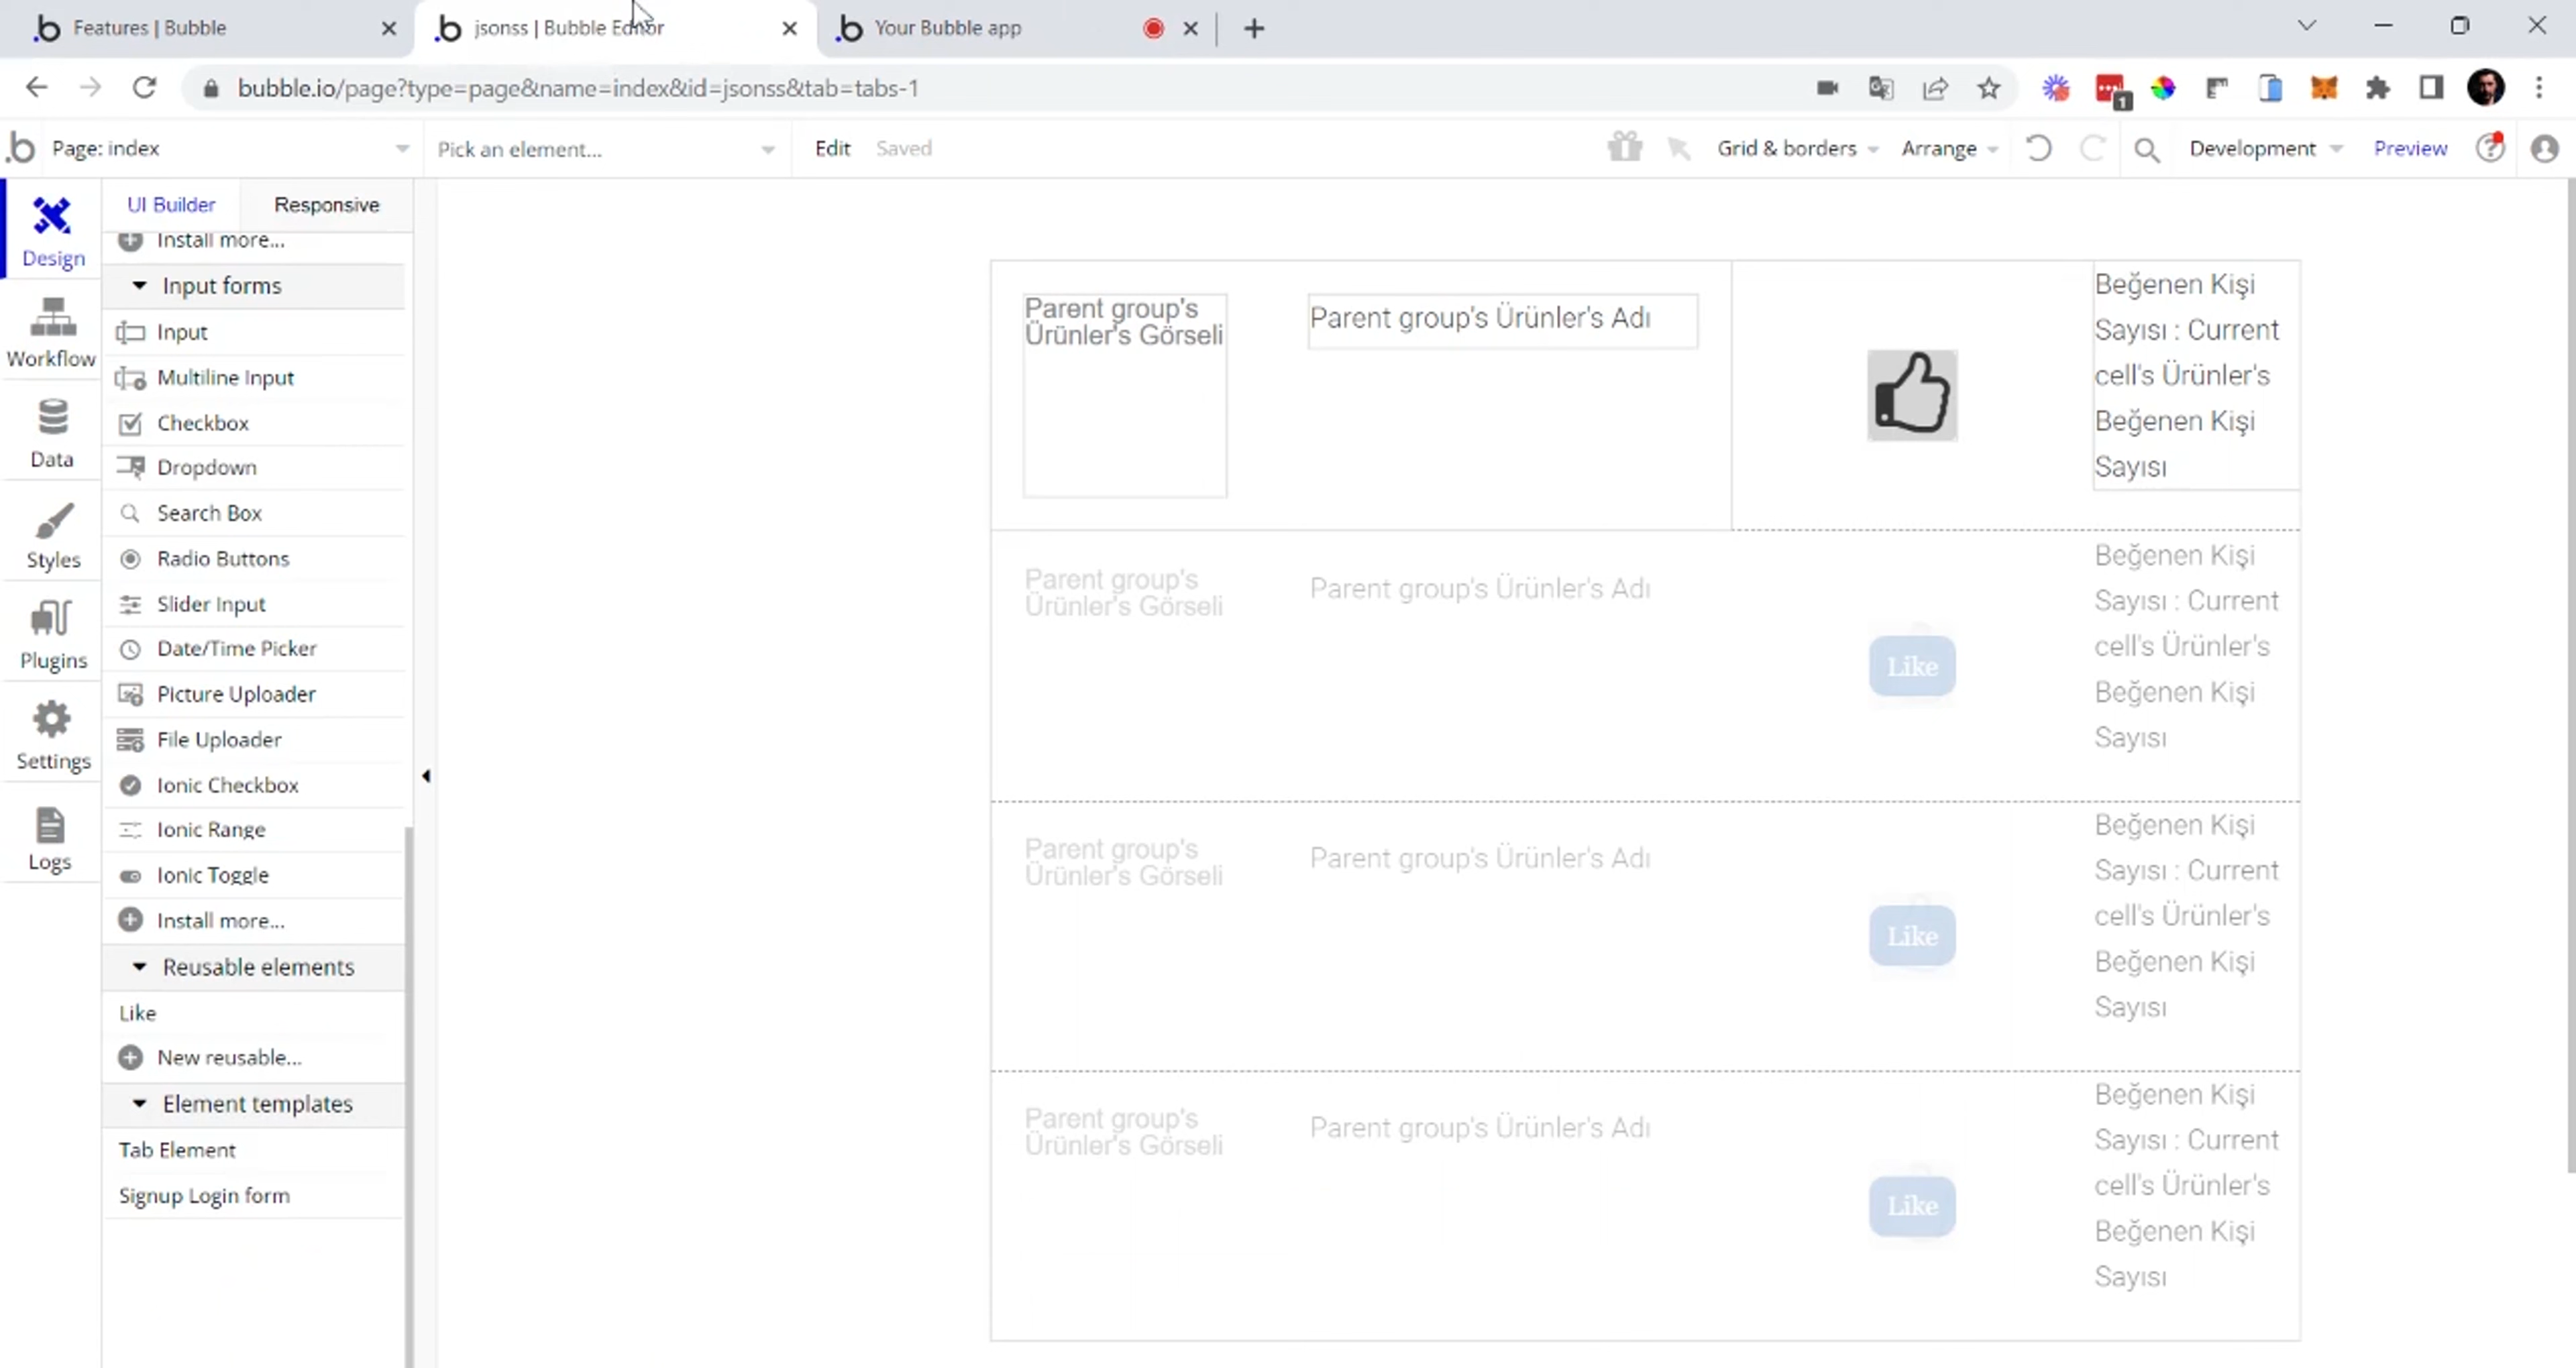 Features | Bubble
jsonss | Bubble Editor
Your Bubble app
bubble.io/page?type=page&name=index&id=jsonss&tab=tabs-1
1
Page: index
Pick an element...
Edit
Saved
Grid & borders
Arrange
Development
Preview
Design
Workflow
Data
Styles
Plugins
Settings
Logs
UI Builder
Responsive
Install more...
Input forms
Input
Multiline Input
Checkbox
Dropdown
Search Box
Radio Buttons
Slider Input
Date/Time Picker
Picture Uploader
File Uploader
Ionic Checkbox
Ionic Range
Ionic Toggle
Install more...
Reusable elements
Like
New reusable...
Element templates
Tab Element
Signup Login form
Parent group's
Ürünler's Görseli
Parent group's Ürünler's Adı
Beğenen Kişi
Sayısı : Current
cell's Ürünler's
Beğenen Kişi
Sayısı
Parent group's
Ürünler's Görseli
Parent group's Ürünler's Adı
Like
Beğenen Kişi
Sayısı : Current
cell's Ürünler's
Beğenen Kişi
Sayısı
Parent group's
Ürünler's Görseli
Parent group's Ürünler's Adı
Like
Beğenen Kişi
Sayısı : Current
cell's Ürünler's
Beğenen Kişi
Sayısı
Parent group's
Ürünler's Görseli
Parent group's Ürünler's Adı
Like
Beğenen Kişi
Sayısı : Current
cell's Ürünler's
Beğenen Kişi
Sayısı